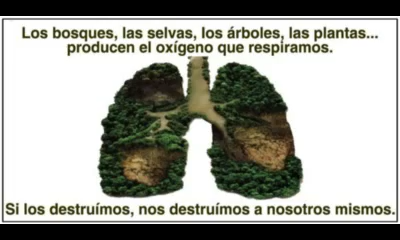 Los bosques, las selvas, los árboles, las plantas...
producen el oxígeno que respiramos.
Si los destruímos, nos destruímos a nosotros mismos.